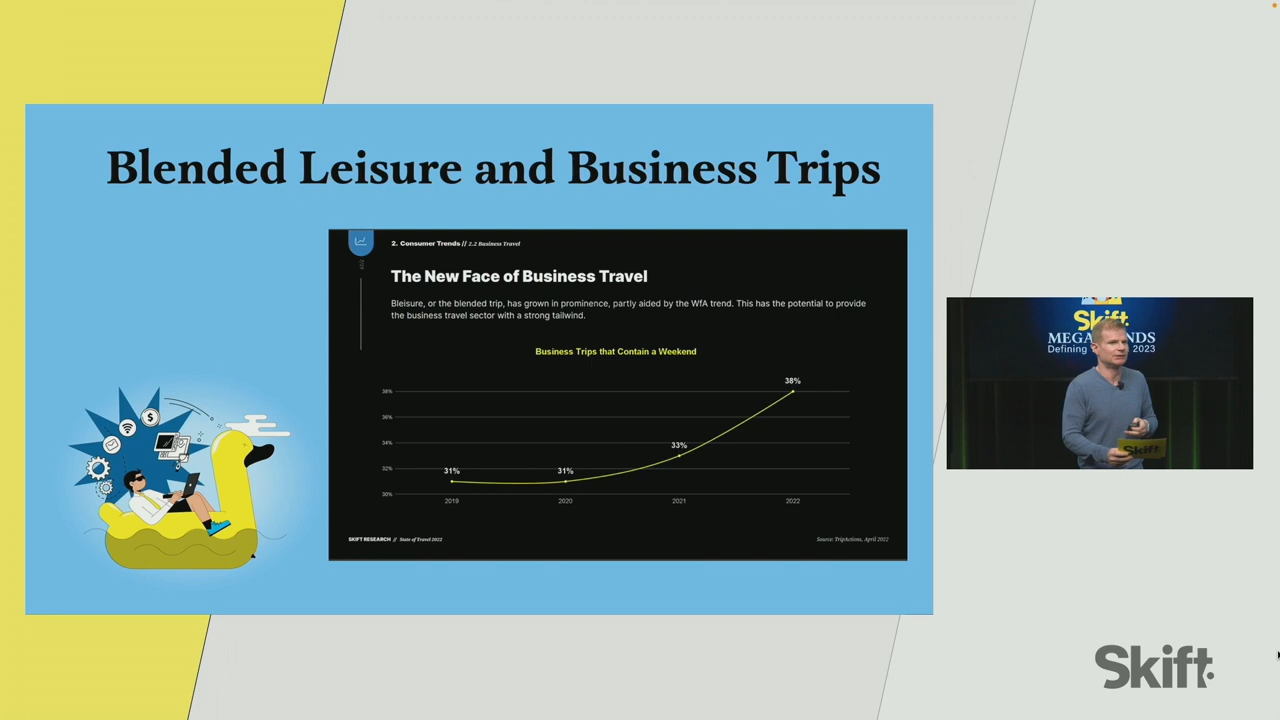 Blended Leisure and Business Trips
2. Consumer Trends // 2.2 Business Travel
The New Face of Business Travel
Bleisure, or the blended trip, has grown in prominence, partly aided by the WfA trend. This has the potential to provide
the business travel sector with a strong tailwind.
Business Trips that Contain a Weekend
38%
36%
34%
32%
30%
31%
31%
33%
38%
2019
2020
2021
2022
SKIFT RESEARCH // State of Travel 2022
Source: TripActions, April 2022
$
Skift
MEGA
NDS
Defining
2023
Skift
Skift